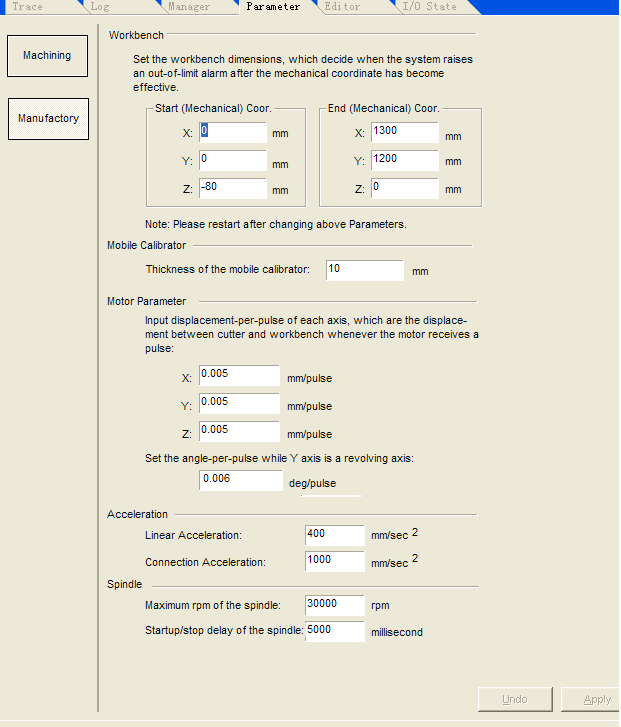 Trace Log Manager Parameter Editor I/O State
Machining
Manufactory
Workbench
Set the workbench dimensions, which decide when the system raises
an out-of-limit alarm after the mechanical coordinate has become
effective.
Start (Mechanical) Coor. End (Mechanical) Coor.
X: 0 mm X: 1300 mm
Y: 0 mm Y: 1200 mm
Z: -80 mm Z: 0 mm
Note: Please restart after changing above Parameters.
Mobile Calibrator
Thickness of the mobile calibrator: 10 mm
Motor Parameter
Input displacement-per-pulse of each axis, which are the displace-
ment between cutter and workbench whenever the motor receives a
pulse:
X: 0.005 mm/pulse
Y: 0.005 mm/pulse
Z: 0.005 mm/pulse
Set the angle-per-pulse while Y axis is a revolving axis:
0.006 deg/pulse
Acceleration
Linear Acceleration: 400 mm/sec 2
Connection Acceleration: 1000 mm/sec 2
Spindle
Maximum rpm of the spindle: 30000 rpm
Startup/stop delay of the spindle: 5000 millisecond
Undo Apply